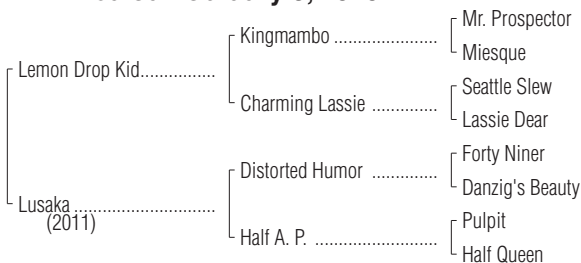 Mr. Prospector
Kingmambo .......................
Miesque
Lemon Drop Kid................
Seattle Slew
Charming Lassie ..............
Lassie Dear
Forty Niner
Distorted Humor ..............
Danzig's Beauty
Lusaka ..............................
(2011)
Pulpit
Half A. P. ..........................
Half Queen